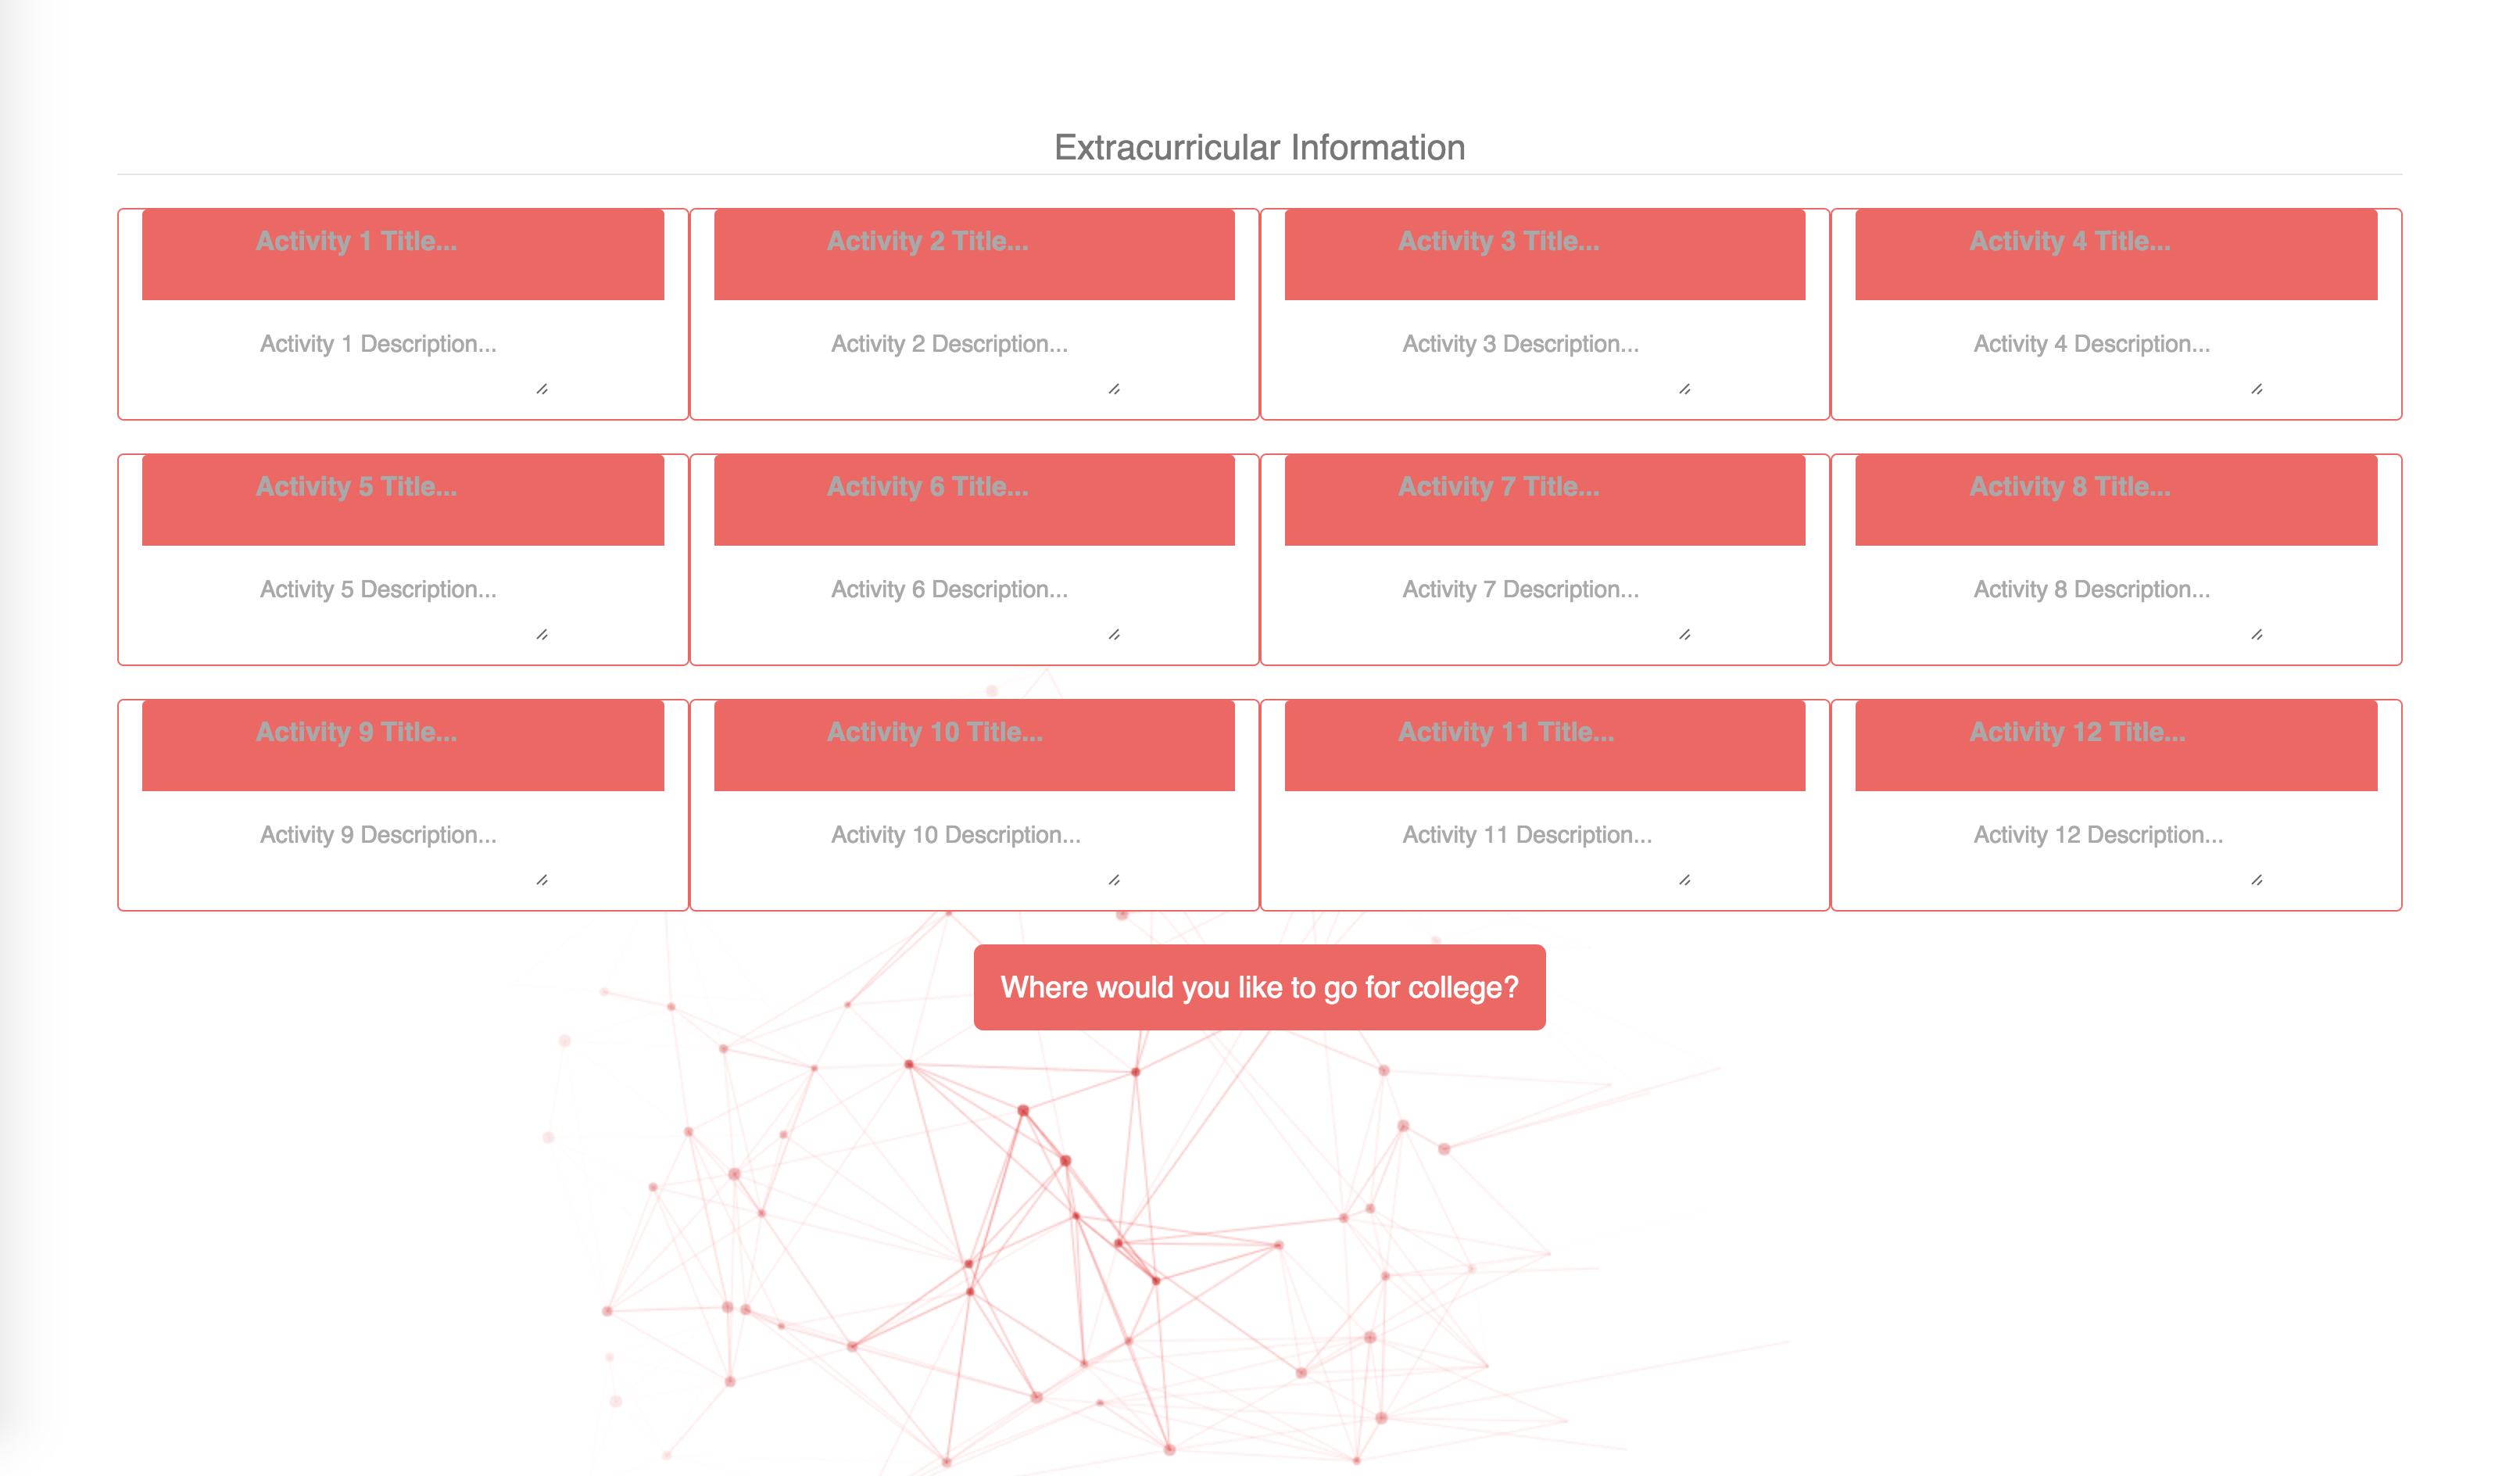 Extracurricular Information
Activity 1 Title...
Activity 2 Title...
Activity 3 Title...
Activity 4 Title...
Activity 1 Description...
Activity 2 Description...
Activity 3 Description...
Activity 4 Description...
Activity 5 Title...
Activity 6 Title...
Activity 7 Title...
Activity 8 Title...
Activity 5 Description...
Activity 6 Description...
Activity 7 Description...
Activity 8 Description...
Activity 9 Title...
Activity 10 Title...
Activity 11 Title...
Activity 12 Title...
Activity 9 Description...
Activity 10 Description...
Activity 11 Description...
Activity 12 Description...
Where would you like to go for college?